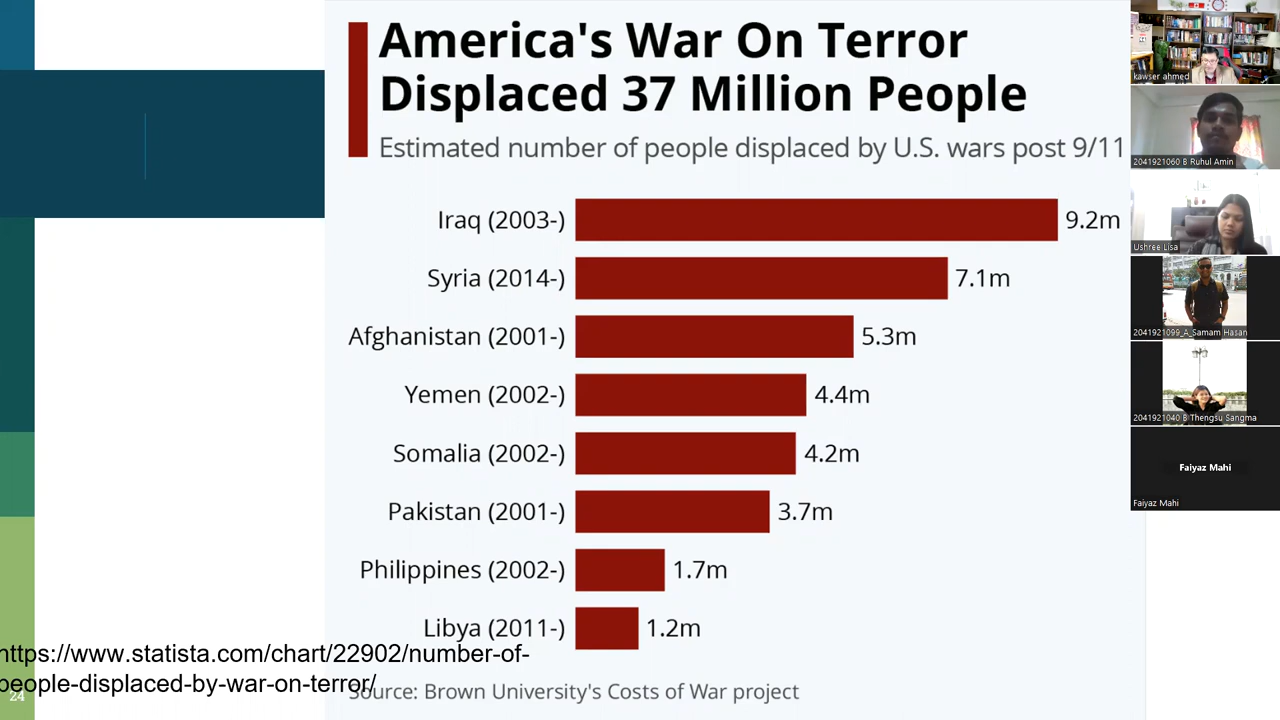 America's War On Terror
Displaced 37 Million People
Estimated number of people displaced by U.S. wars post 9/11
Iraq (2003-) 9.2m
Syria (2014-) 7.1m
Afghanistan (2001-) 5.3m
Yemen (2002-) 4.4m
Somalia (2002-) 4.2m
Pakistan (2001-) 3.7m
Philippines (2002-) 1.7m
Libya (2011-) 1.2m
https://www.statista.com/chart/22902/number-of-
people-displaced-by-war-on-terror/
Source: Brown University's Costs of War project
24
kawser ahmed
2041921060 B Ruhul Amin
Ushree Lisa
2041921099_A_Samam Hasan
2041921040 B Thengsu Sangma
Faiyaz Mahi
Faiyaz Mahi